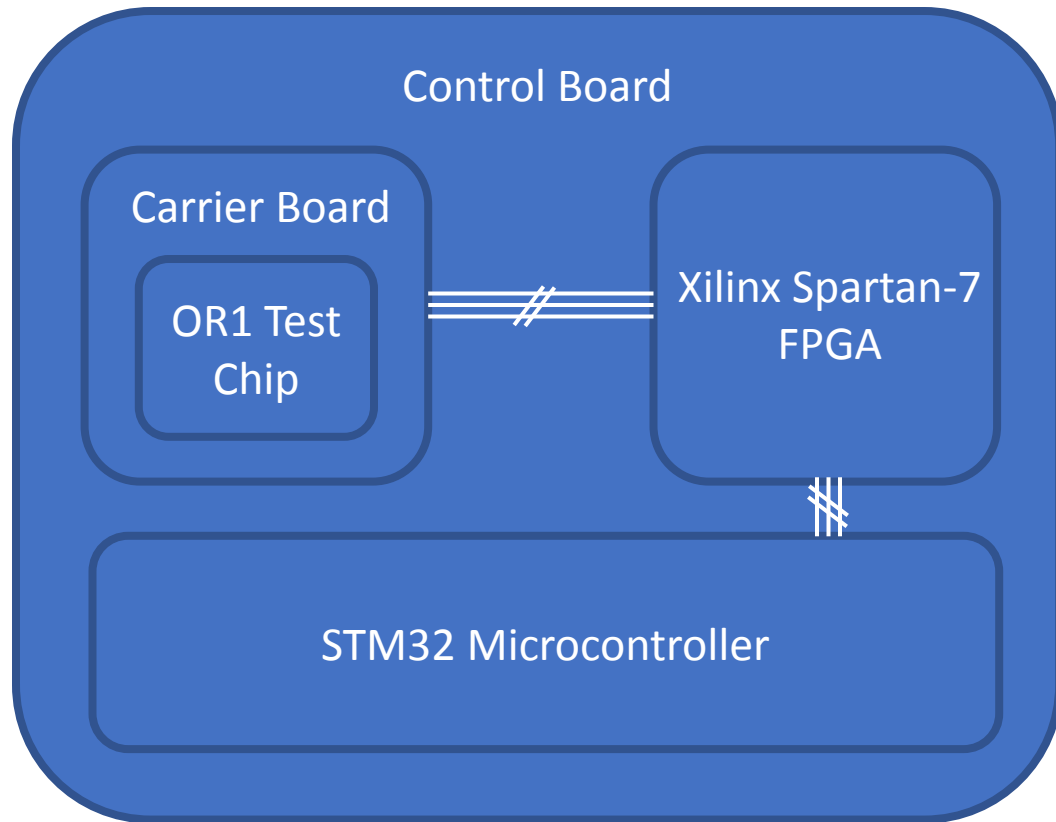 Control Board
Carrier Board
OR1 Test
Chip
Xilinx Spartan-7
FPGA
STM32 Microcontroller